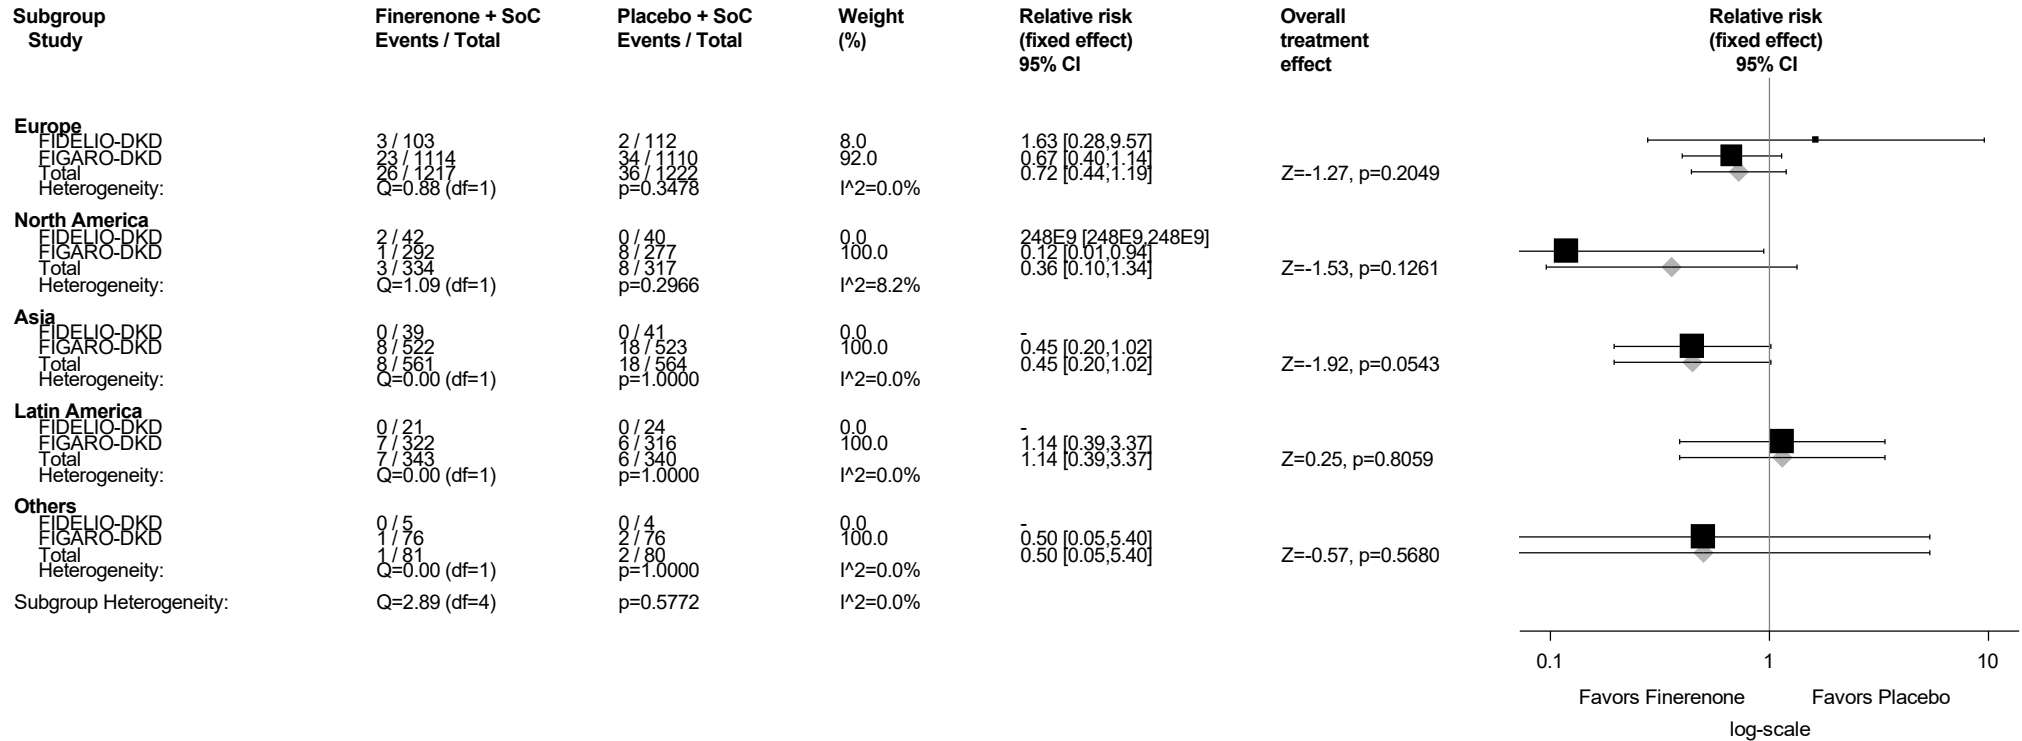 Subgroup Finerenone + SoC Placebo + SoC Weight Relative risk Overall Relative risk
Study Events / Total Events / Total (%) (fixed effect) treatment (fixed effect)
95% CI effect 95% CI
Europe
FIDELIO-DKD 3 / 103 2 / 112 8.0 1.63 [0.28,9.57]
FIGARO-DKD 23 / 1114 34 / 1110 92.0 0.67 [0.40,1.14]
Total 26 / 1217 36 / 1222 0.72 [0.44,1.19] Z=-1.27, p=0.2049
Heterogeneity: Q=0.88 (df=1) p=0.3478 I^2=0.0%
North America
FIDELIO-DKD 2 / 42 0 / 40 0.0 248E9 [248E9,248E9]
FIGARO-DKD 1 / 292 8 / 277 100.0 0.12 [0.01,0.94]
Total 3 / 334 8 / 317 0.36 [0.10,1.34] Z=-1.53, p=0.1261
Heterogeneity: Q=1.09 (df=1) p=0.2966 I^2=8.2%
Asia
FIDELIO-DKD 0 / 39 0 / 41 0.0 -
FIGARO-DKD 8 / 522 18 / 523 100.0 0.45 [0.20,1.02]
Total 8 / 561 18 / 564 0.45 [0.20,1.02] Z=-1.92, p=0.0543
Heterogeneity: Q=0.00 (df=1) p=1.0000 I^2=0.0%
Latin America
FIDELIO-DKD 0 / 21 0 / 24 0.0 -
FIGARO-DKD 7 / 322 6 / 316 100.0 1.14 [0.39,3.37]
Total 7 / 343 6 / 340 1.14 [0.39,3.37] Z=0.25, p=0.8059
Heterogeneity: Q=0.00 (df=1) p=1.0000 I^2=0.0%
Others
FIDELIO-DKD 0 / 5 0 / 4 0.0 -
FIGARO-DKD 1 / 76 2 / 76 100.0 0.50 [0.05,5.40]
Total 1 / 81 2 / 80 0.50 [0.05,5.40] Z=-0.57, p=0.5680
Heterogeneity: Q=0.00 (df=1) p=1.0000 I^2=0.0%
Subgroup Heterogeneity: Q=2.89 (df=4) p=0.5772 I^2=0.0%
0.1 1 10
Favors Finerenone Favors Placebo
log-scale